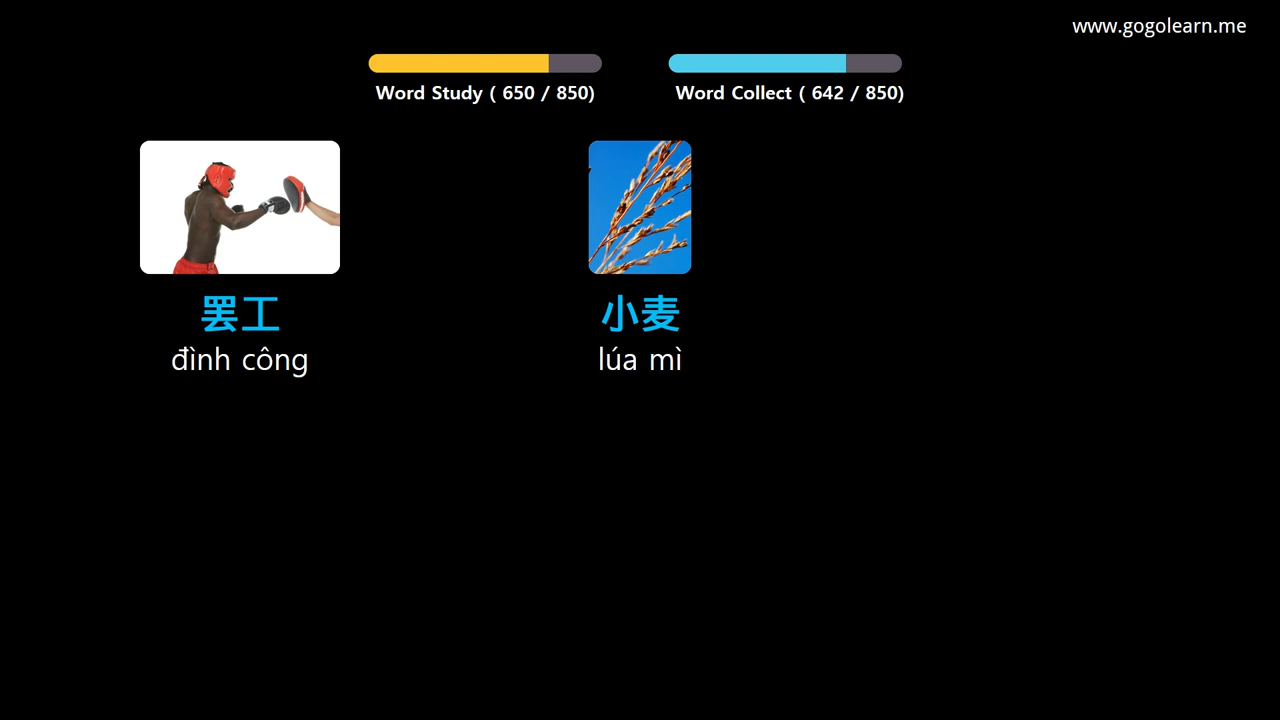 www.gogolearn.me
Word Study ( 650 / 850)
Word Collect ( 642 / 850)
罢工
đình công
小麦
lúa mì